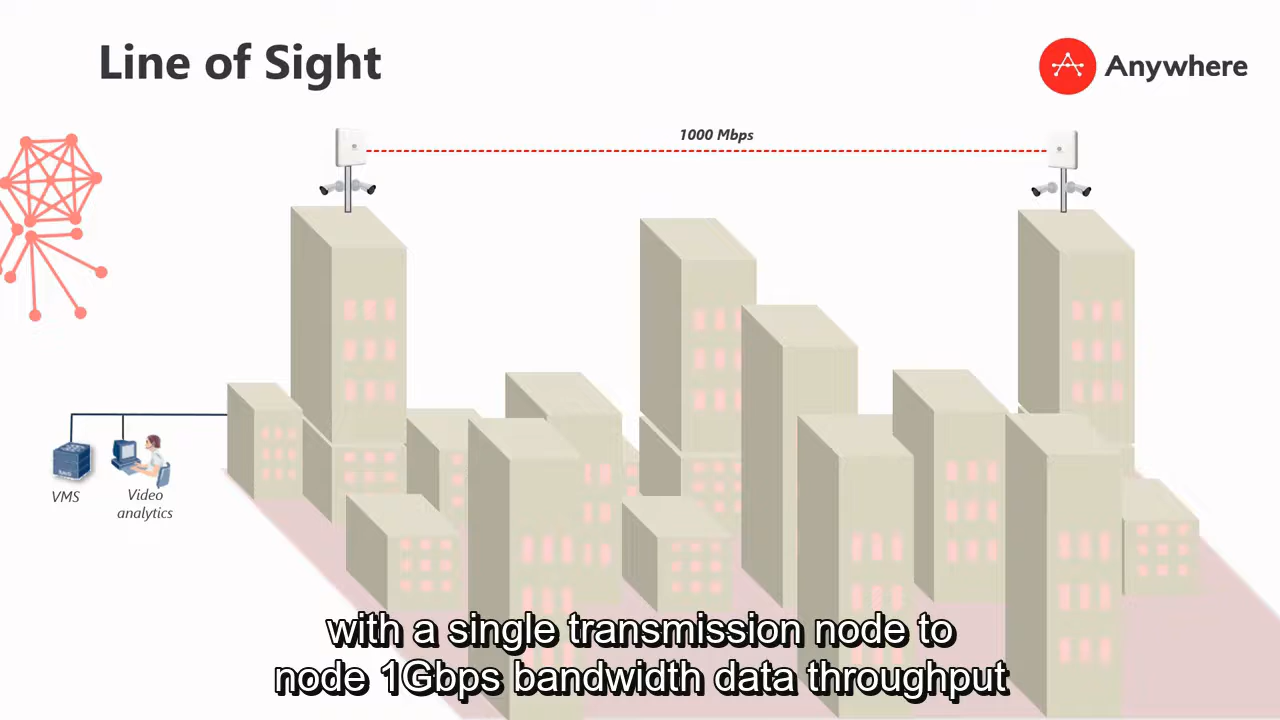 Line of Sight
Anywhere
1000 Mbps
VMS
Video
analytics
with a single transmission node to
node 1Gbps bandwidth data throughput